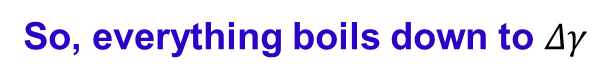 So, everything boils down to Δγ